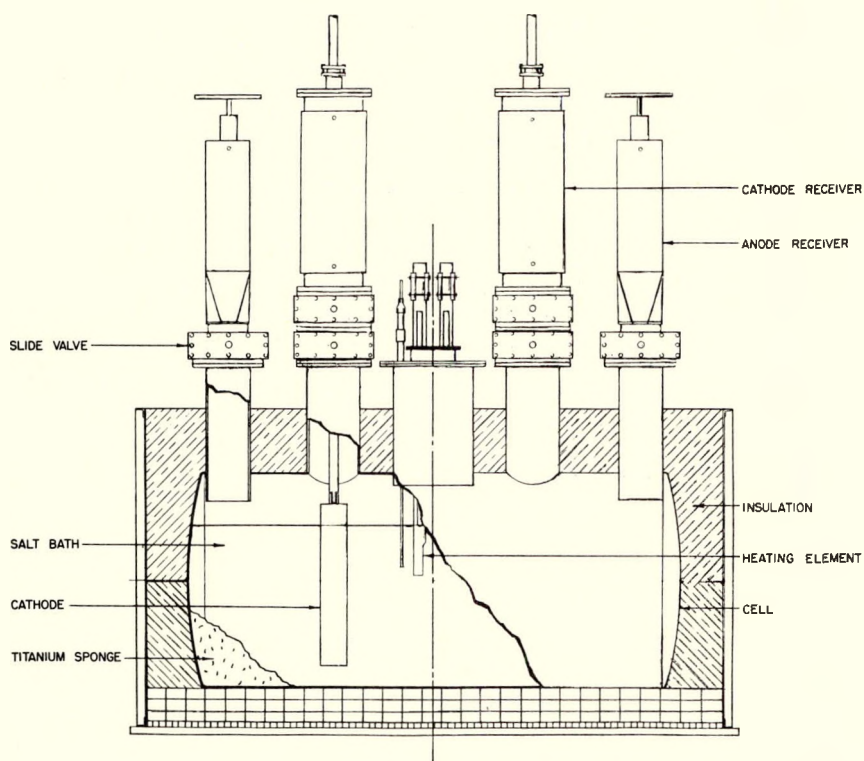 CATHODE RECEIVER
ANODE RECEIVER
SLIDE VALVE
INSULATION
SALT BATH
HEATING ELEMENT
CATHODE
CELL
TITANIUM SPONGE